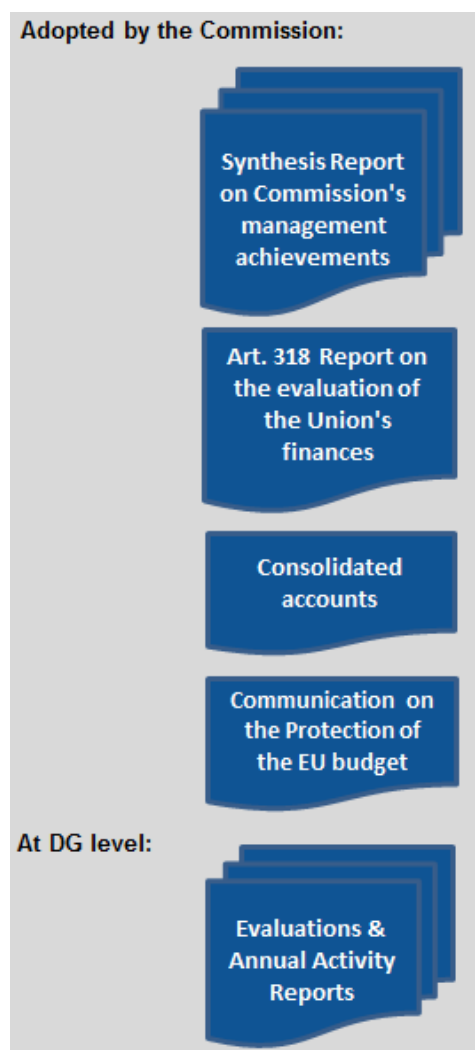 Adopted by the Commission:
Synthesis Report
on Commission's
management
achievements
Art. 318 Report on
the evaluation of
the Union's
finances
Consolidated
accounts
Communication on
the Protection of
the EU budget
At DG level:
Evaluations &
Annual Activity
Reports